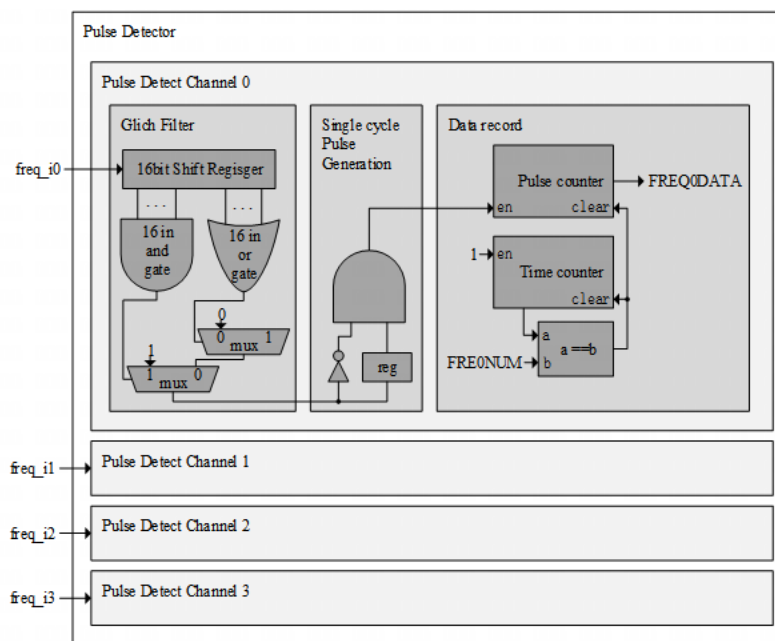 Pulse Detector
Pulse Detect Channel 0
Glich Filter
Single cycle
Pulse
Generation
Data record
freq_i0
16bit Shift Regisger
...
...
16 in
and
gate
16 in
or
gate
Pulse counter
en
clear
FREQ0DATA
1
en
Time counter
clear
0
0 1
mux
1
1 0
mux
reg
a
a ==b
FRE0NUM
b
freq_i1
Pulse Detect Channel 1
freq_i2
Pulse Detect Channel 2
freq_i3
Pulse Detect Channel 3